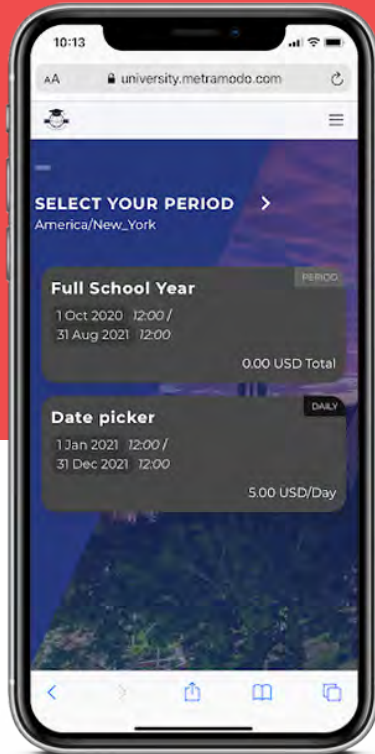 10:13
AA university.metramodo.com
SELECT YOUR PERIOD >
America/New_York
PERIOD
Full School Year
1 Oct 2020 12:00 /
31 Aug 2021 12:00
0.00 USD Total
DAILY
Date picker
1 Jan 2021 12:00 /
31 Dec 2021 12:00
5.00 USD/Day